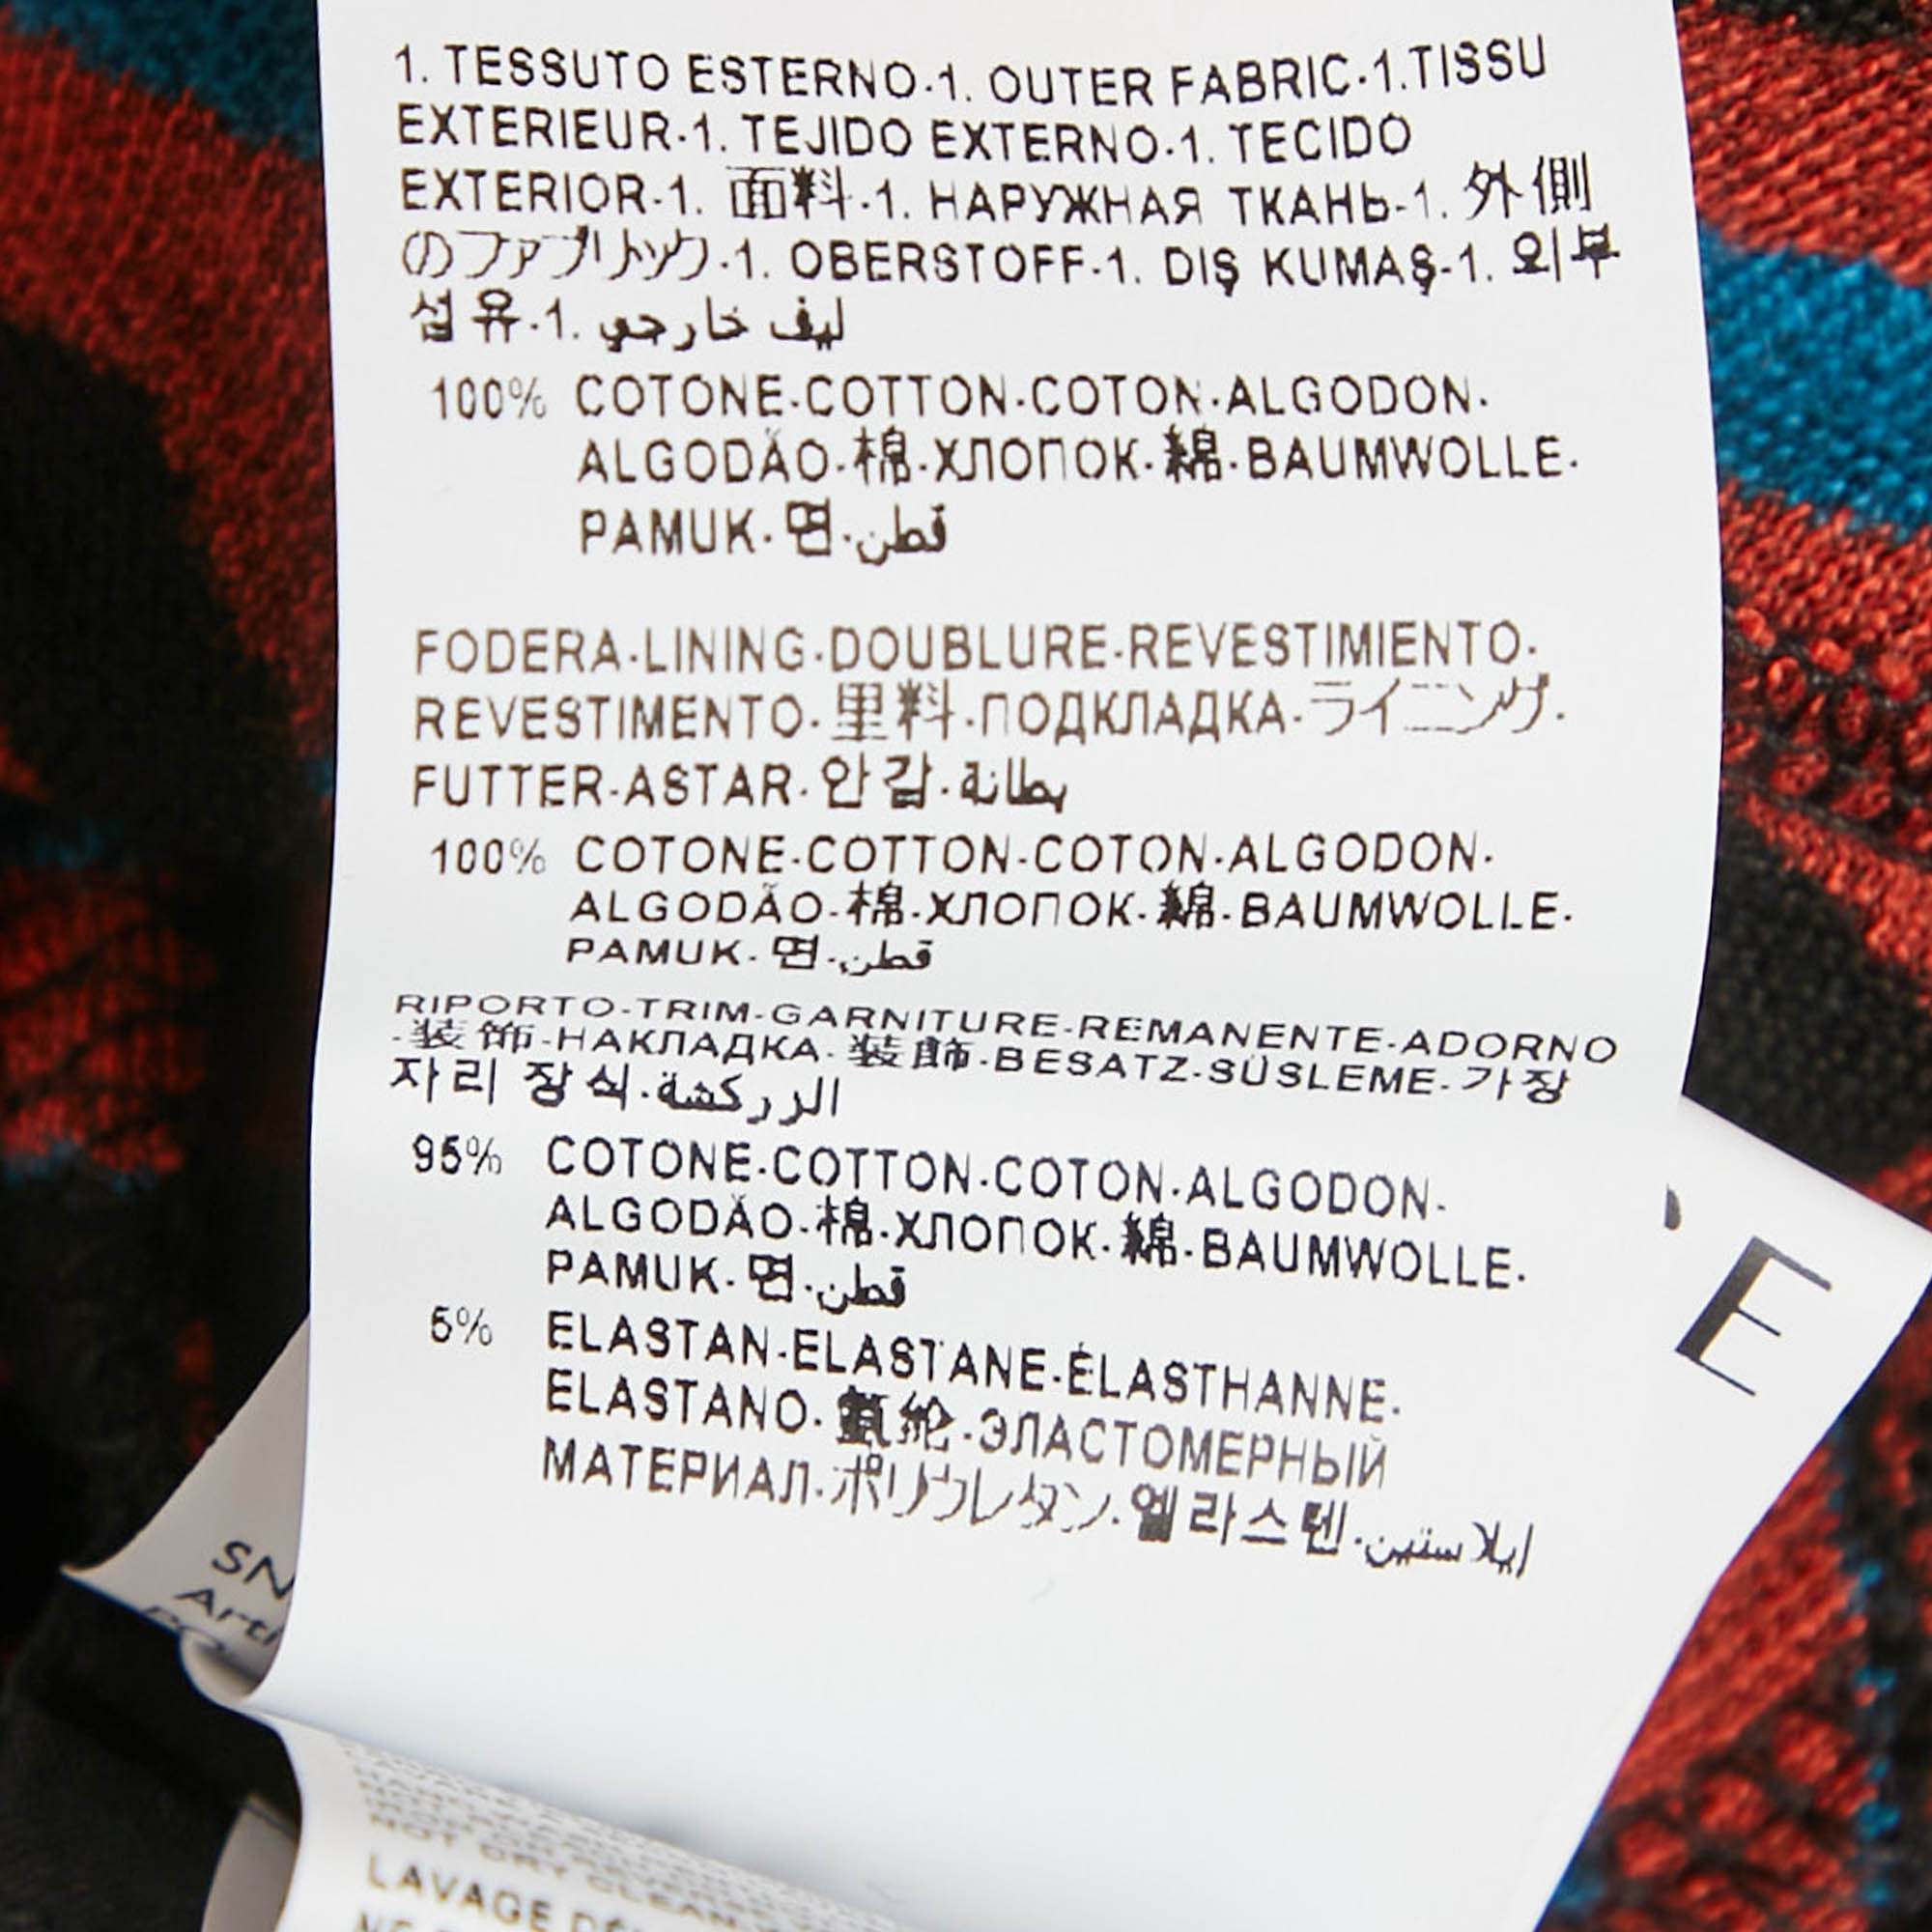 1. TESSUTO ESTERNO-1. OUTER FABRIC-1.TISSU
EXTERIEUR-1. TEJIDO EXTERNO-1. TECIDO
EXTERIOR-1. 面料-1. НАРУЖНАЯ ТКАНЬ-1. 外側
のファブリック-1. OBERSTOFF-1. DIŞ KUMAŞ-1. 외부
섬유-1. ليف خارجي
100% COTONE-COTTON-COTON-ALGODON-
ALGODÃO-棉-ХЛОПОК-綿-BAUMWOLLE-
PAMUK-면-قطن
FODERA-LINING-DOUBLURE-REVESTIMIENTO-
REVESTIMENTO-里料-ПОДКЛАДКА-ライニング-
FUTTER-ASTAR-안감-بطانة
100% COTONE-COTTON-COTON-ALGODON-
ALGODÃO-棉-ХЛОПОК-綿-BAUMWOLLE-
PAMUK-면-قطن
RIPORTO-TRIM-GARNITURE-REMANENTE-ADORNO
-装饰-НАКЛАДКА-装飾-BESATZ-SÜSLEME-가장
자리 장식-الزركشة
95% COTONE-COTTON-COTON-ALGODON-
ALGODÃO-棉-ХЛОПОК-綿-BAUMWOLLE-
PAMUK-면-قطن
5% ELASTAN-ELASTANE-ÉLASTHANNE-
ELASTANO-氨纶-ЭЛАСТОМЕРНЫЙ
МАТЕРИАЛ-ポリウレタン-엘라스텐-ايلاستين
E
SN
Arti
NOT DRY CLEAN
LAVAGE